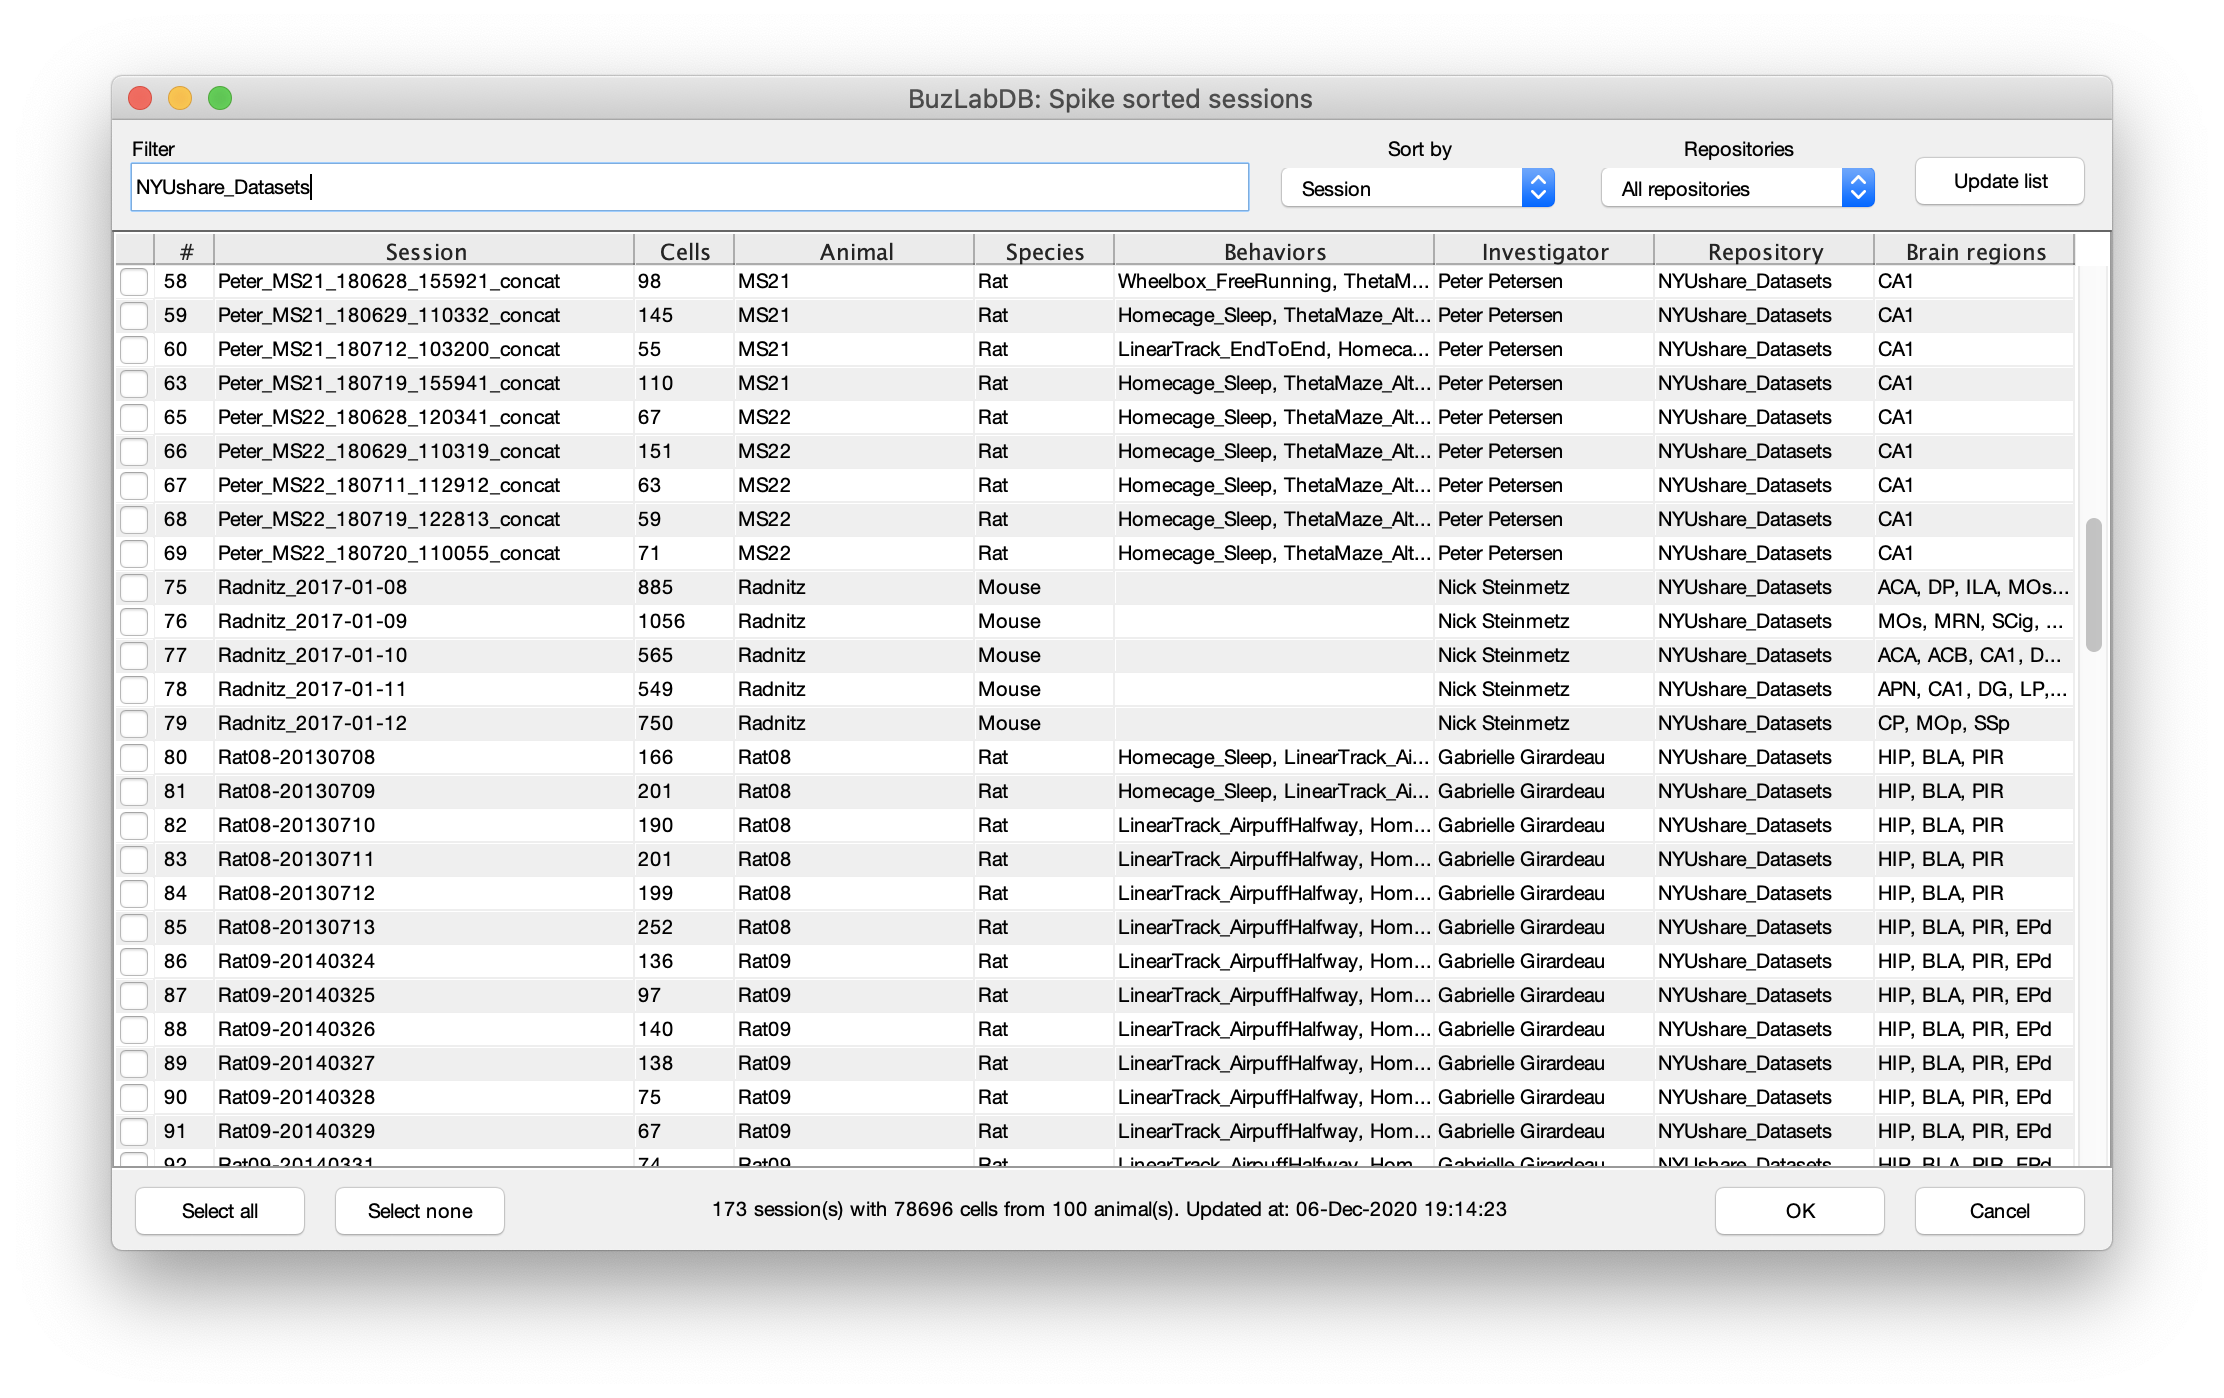 BuzLabDB: Spike sorted sessions
Filter Sort by Repositories
NYUshare_Datasets Session All repositories Update list
# Session Cells Animal Species Behaviors Investigator Repository Brain regions
58 Peter_MS21_180628_155921_concat 98 MS21 Rat Wheelbox_FreeRunning, ThetaM... Peter Petersen NYUshare_Datasets CA1
59 Peter_MS21_180629_110332_concat 145 MS21 Rat Homecage_Sleep, ThetaMaze_Alt... Peter Petersen NYUshare_Datasets CA1
60 Peter_MS21_180712_103200_concat 55 MS21 Rat LinearTrack_EndToEnd, Homeca... Peter Petersen NYUshare_Datasets CA1
63 Peter_MS21_180719_155941_concat 110 MS21 Rat Homecage_Sleep, ThetaMaze_Alt... Peter Petersen NYUshare_Datasets CA1
65 Peter_MS22_180628_120341_concat 67 MS22 Rat Homecage_Sleep, ThetaMaze_Alt... Peter Petersen NYUshare_Datasets CA1
66 Peter_MS22_180629_110319_concat 151 MS22 Rat Homecage_Sleep, ThetaMaze_Alt... Peter Petersen NYUshare_Datasets CA1
67 Peter_MS22_180711_112912_concat 63 MS22 Rat Homecage_Sleep, ThetaMaze_Alt... Peter Petersen NYUshare_Datasets CA1
68 Peter_MS22_180719_122813_concat 59 MS22 Rat Homecage_Sleep, ThetaMaze_Alt... Peter Petersen NYUshare_Datasets CA1
69 Peter_MS22_180720_110055_concat 71 MS22 Rat Homecage_Sleep, ThetaMaze_Alt... Peter Petersen NYUshare_Datasets CA1
75 Radnitz_2017-01-08 885 Radnitz Mouse Nick Steinmetz NYUshare_Datasets ACA, DP, ILA, MOs...
76 Radnitz_2017-01-09 1056 Radnitz Mouse Nick Steinmetz NYUshare_Datasets MOs, MRN, SCig, ...
77 Radnitz_2017-01-10 565 Radnitz Mouse Nick Steinmetz NYUshare_Datasets ACA, ACB, CA1, D...
78 Radnitz_2017-01-11 549 Radnitz Mouse Nick Steinmetz NYUshare_Datasets APN, CA1, DG, LP,...
79 Radnitz_2017-01-12 750 Radnitz Mouse Nick Steinmetz NYUshare_Datasets CP, MOp, SSp
80 Rat08-20130708 166 Rat08 Rat Homecage_Sleep, LinearTrack_Ai... Gabrielle Girardeau NYUshare_Datasets HIP, BLA, PIR
81 Rat08-20130709 201 Rat08 Rat Homecage_Sleep, LinearTrack_Ai... Gabrielle Girardeau NYUshare_Datasets HIP, BLA, PIR
82 Rat08-20130710 190 Rat08 Rat LinearTrack_AirpuffHalfway, Hom... Gabrielle Girardeau NYUshare_Datasets HIP, BLA, PIR
83 Rat08-20130711 201 Rat08 Rat LinearTrack_AirpuffHalfway, Hom... Gabrielle Girardeau NYUshare_Datasets HIP, BLA, PIR
84 Rat08-20130712 199 Rat08 Rat LinearTrack_AirpuffHalfway, Hom... Gabrielle Girardeau NYUshare_Datasets HIP, BLA, PIR
85 Rat08-20130713 252 Rat08 Rat LinearTrack_AirpuffHalfway, Hom... Gabrielle Girardeau NYUshare_Datasets HIP, BLA, PIR, EPd
86 Rat09-20140324 136 Rat09 Rat LinearTrack_AirpuffHalfway, Hom... Gabrielle Girardeau NYUshare_Datasets HIP, BLA, PIR, EPd
87 Rat09-20140325 97 Rat09 Rat LinearTrack_AirpuffHalfway, Hom... Gabrielle Girardeau NYUshare_Datasets HIP, BLA, PIR, EPd
88 Rat09-20140326 140 Rat09 Rat LinearTrack_AirpuffHalfway, Hom... Gabrielle Girardeau NYUshare_Datasets HIP, BLA, PIR, EPd
89 Rat09-20140327 138 Rat09 Rat LinearTrack_AirpuffHalfway, Hom... Gabrielle Girardeau NYUshare_Datasets HIP, BLA, PIR, EPd
90 Rat09-20140328 75 Rat09 Rat LinearTrack_AirpuffHalfway, Hom... Gabrielle Girardeau NYUshare_Datasets HIP, BLA, PIR, EPd
91 Rat09-20140329 67 Rat09 Rat LinearTrack_AirpuffHalfway, Hom... Gabrielle Girardeau NYUshare_Datasets HIP, BLA, PIR, EPd
92 Rat09-20140331 74 Rat09 Rat LinearTrack_AirpuffHalfway, Hom... Gabrielle Girardeau NYUshare_Datasets HIP, BLA, PIR, EPd
Select all Select none 173 session(s) with 78696 cells from 100 animal(s). Updated at: 06-Dec-2020 19:14:23 OK Cancel